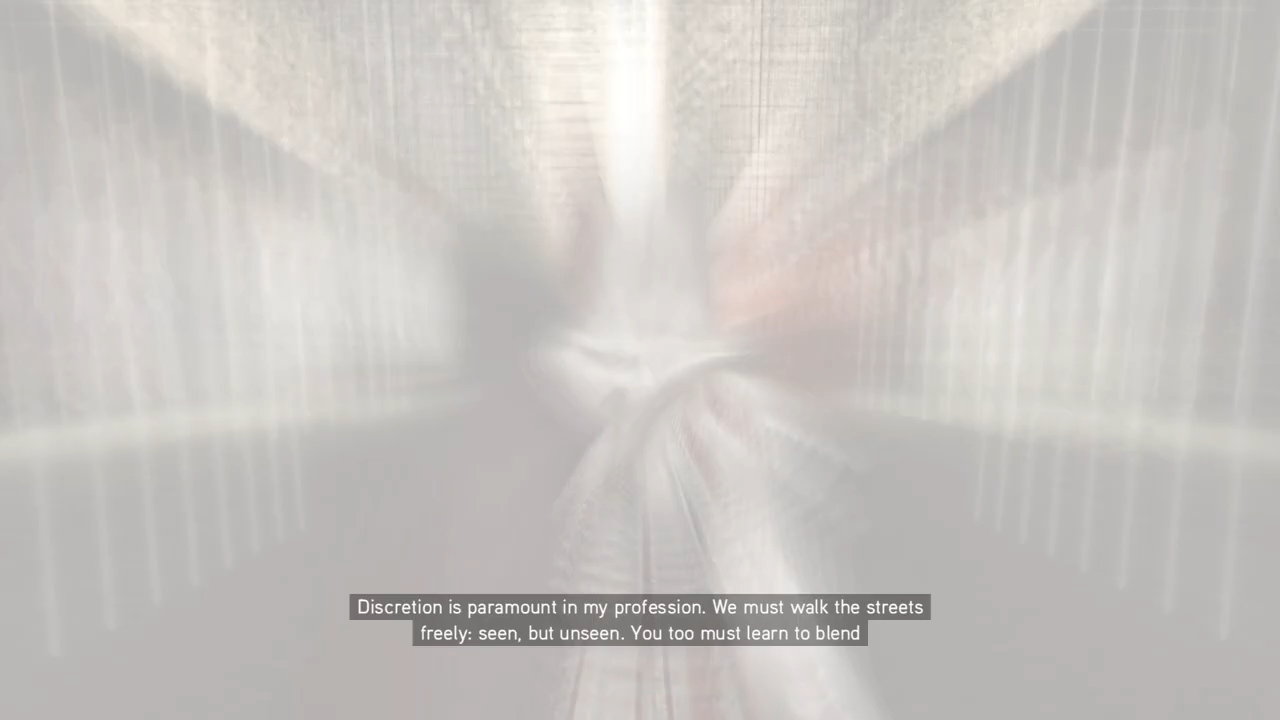 Discretion is paramount in my profession. We must walk the streets
freely: seen, but unseen. You too must learn to blend